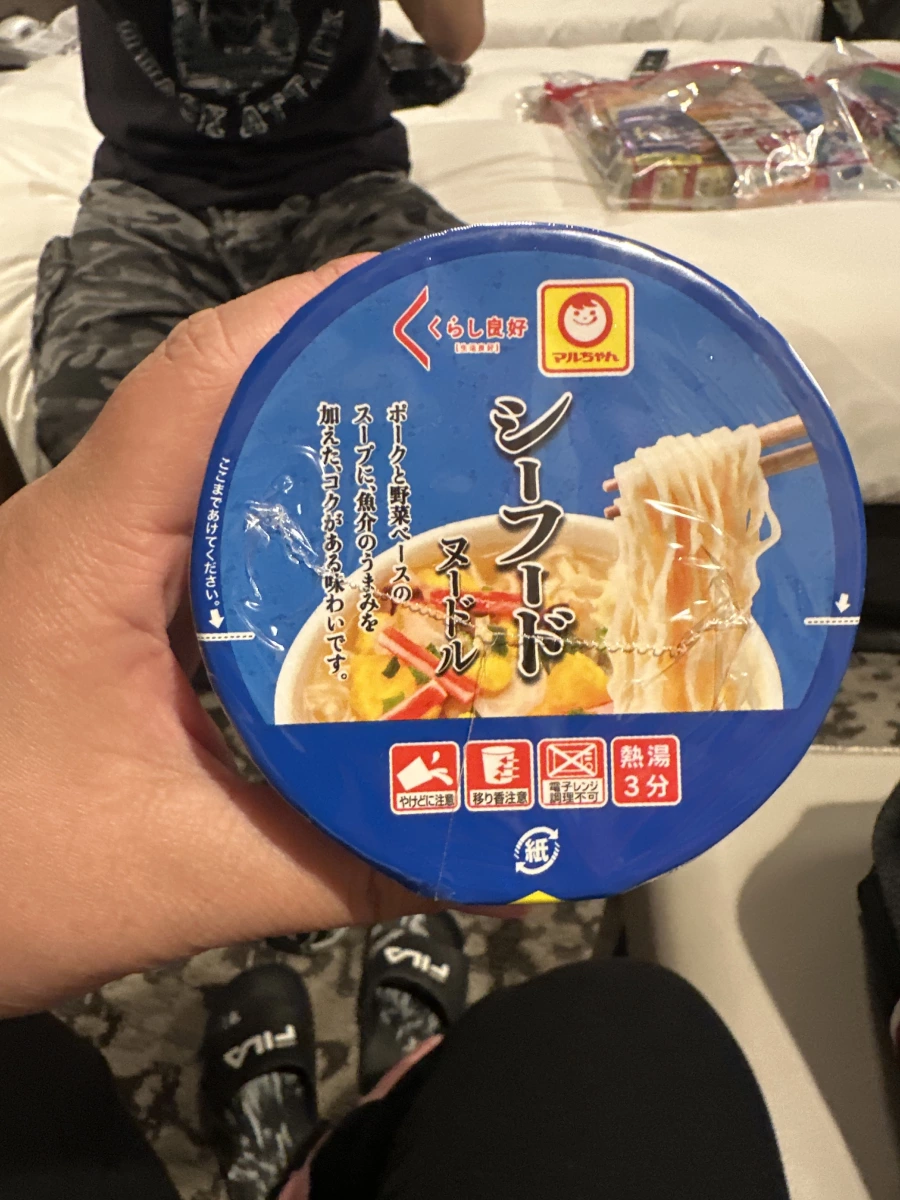 くらし良好
マルちゃん
シーフード
ヌードル
ポークと野菜ベースの
スープに、魚介のうまみを
加えた、コクがある味わいです。
ここまであけてください。
やけどに注意
移り香注意
電子レンジ
調理不可
熱湯
3分
紙
FILA
FILA